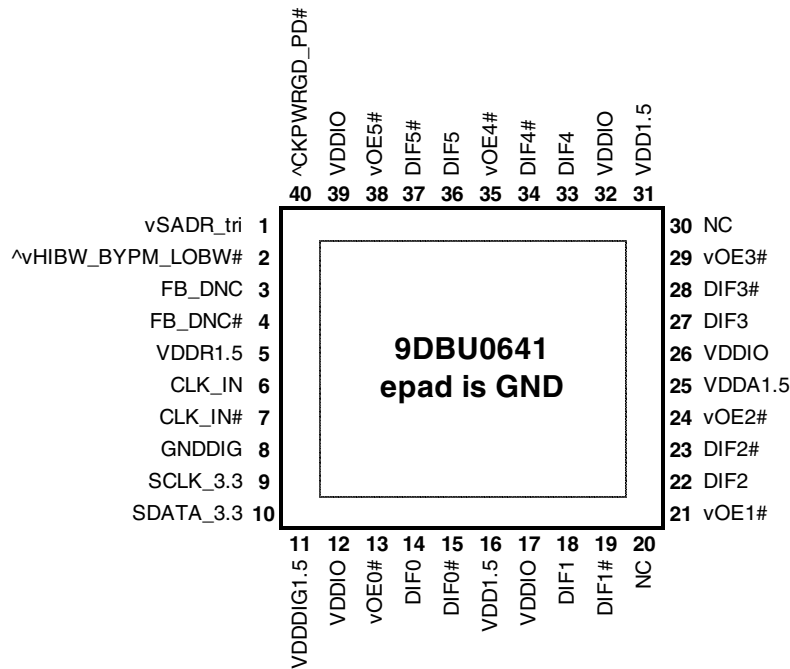 ^CKPWRGD_PD#
VDDIO
vOE5#
DIF5#
DIF5
vOE4#
DIF4#
DIF4
VDDIO
VDD1.5
40 39 38 37 36 35 34 33 32 31
vSADR_tri 1
^vHIBW_BYPM_LOBW# 2
FB_DNC 3
FB_DNC# 4
VDDR1.5 5
CLK_IN 6
CLK_IN# 7
GNDDIG 8
SCLK_3.3 9
SDATA_3.3 10
9DBU0641
epad is GND
30 NC
29 vOE3#
28 DIF3#
27 DIF3
26 VDDIO
25 VDDA1.5
24 vOE2#
23 DIF2#
22 DIF2
21 vOE1#
11 12 13 14 15 16 17 18 19 20
VDDDIG1.5
VDDIO
vOE0#
DIF0
DIF0#
VDD1.5
VDDIO
DIF1
DIF1#
NC